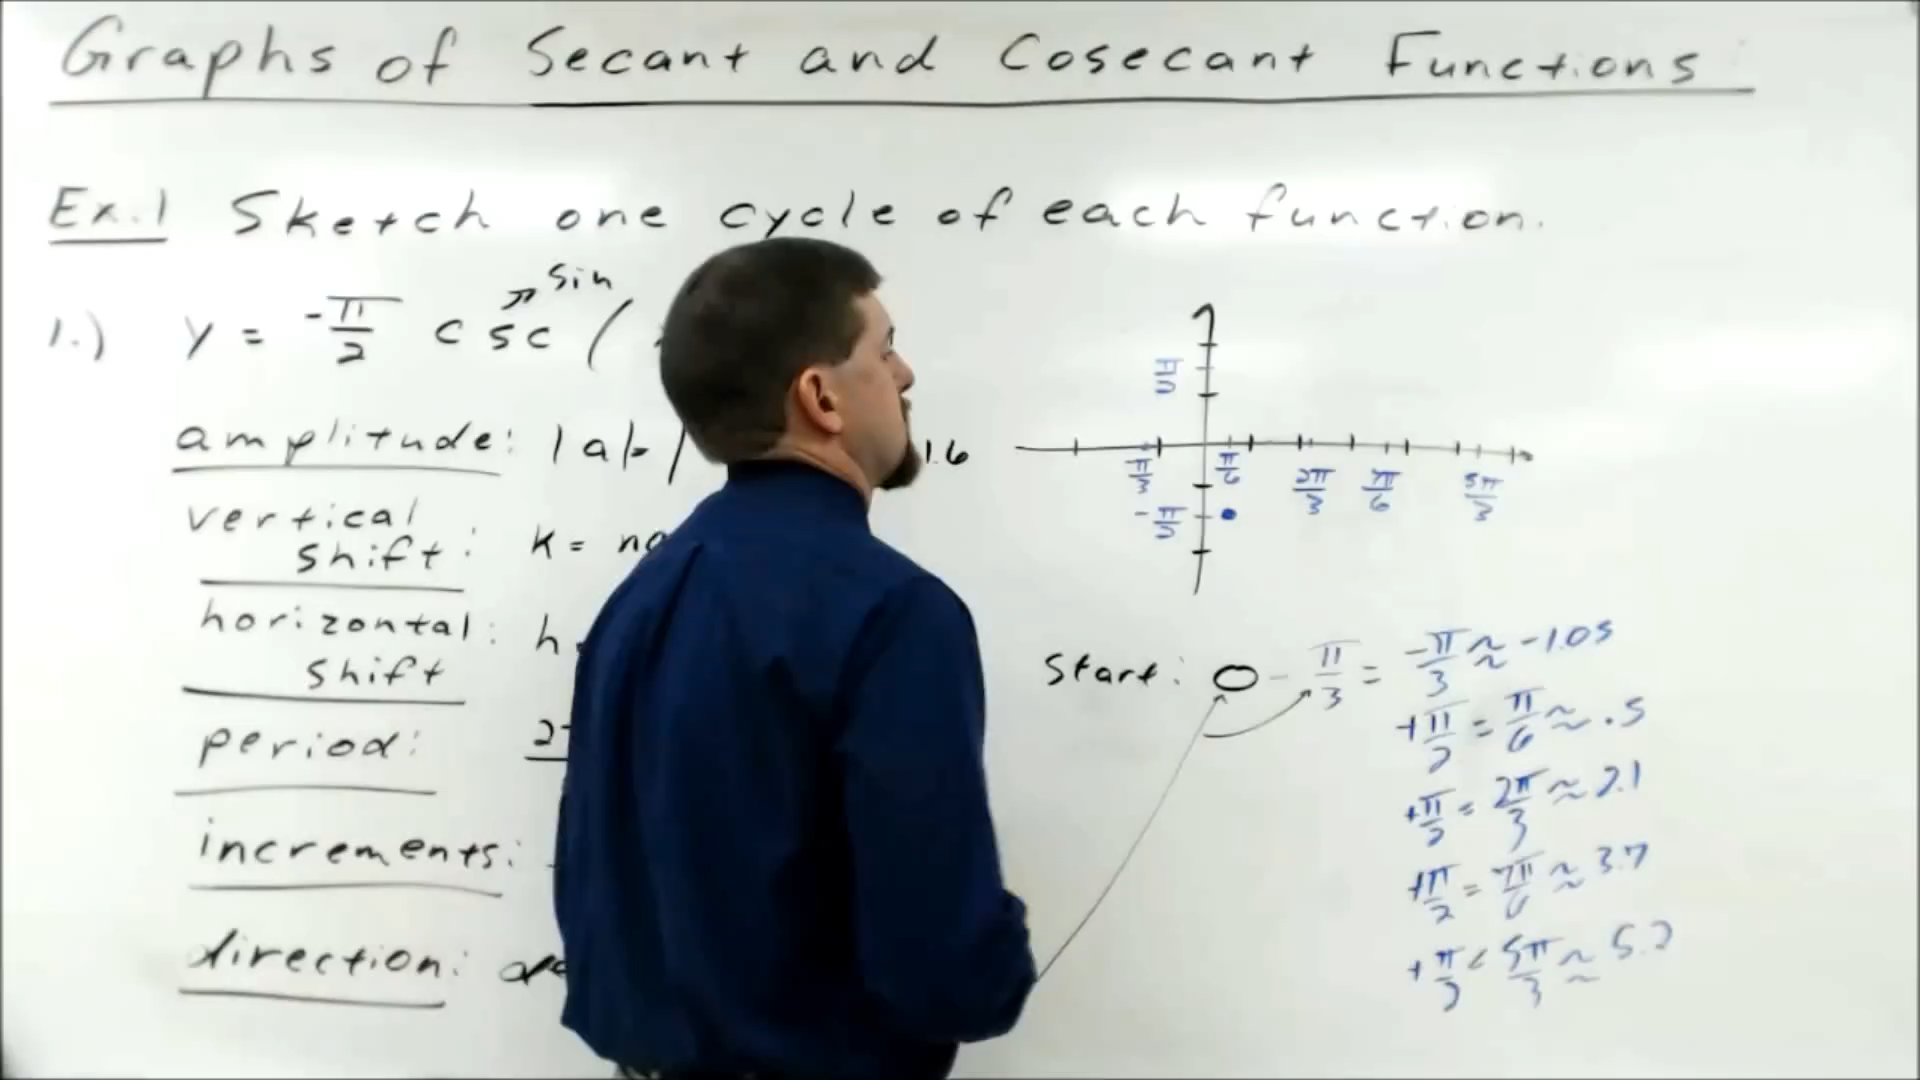 Graphs of Secant and Cosecant Functions
Ex.1 Sketch one cycle of each function.
sin
1.) y = -π/2 csc (
amplitude: |a|= | 1.6
vertical shift: k = no
horizontal shift: h
period: 2
increments:
direction: de
π/2
-π/3 π/6 2π/3 7π/6 5π/3
-π/2
Start: 0 - π/3 = -π/3 ≈ -1.05
+π/2 = π/6 ≈ .5
+π/2 = 2π/3 ≈ 2.1
+π/2 = 7π/6 ≈ 3.7
+π/2 = 5π/3 ≈ 5.2